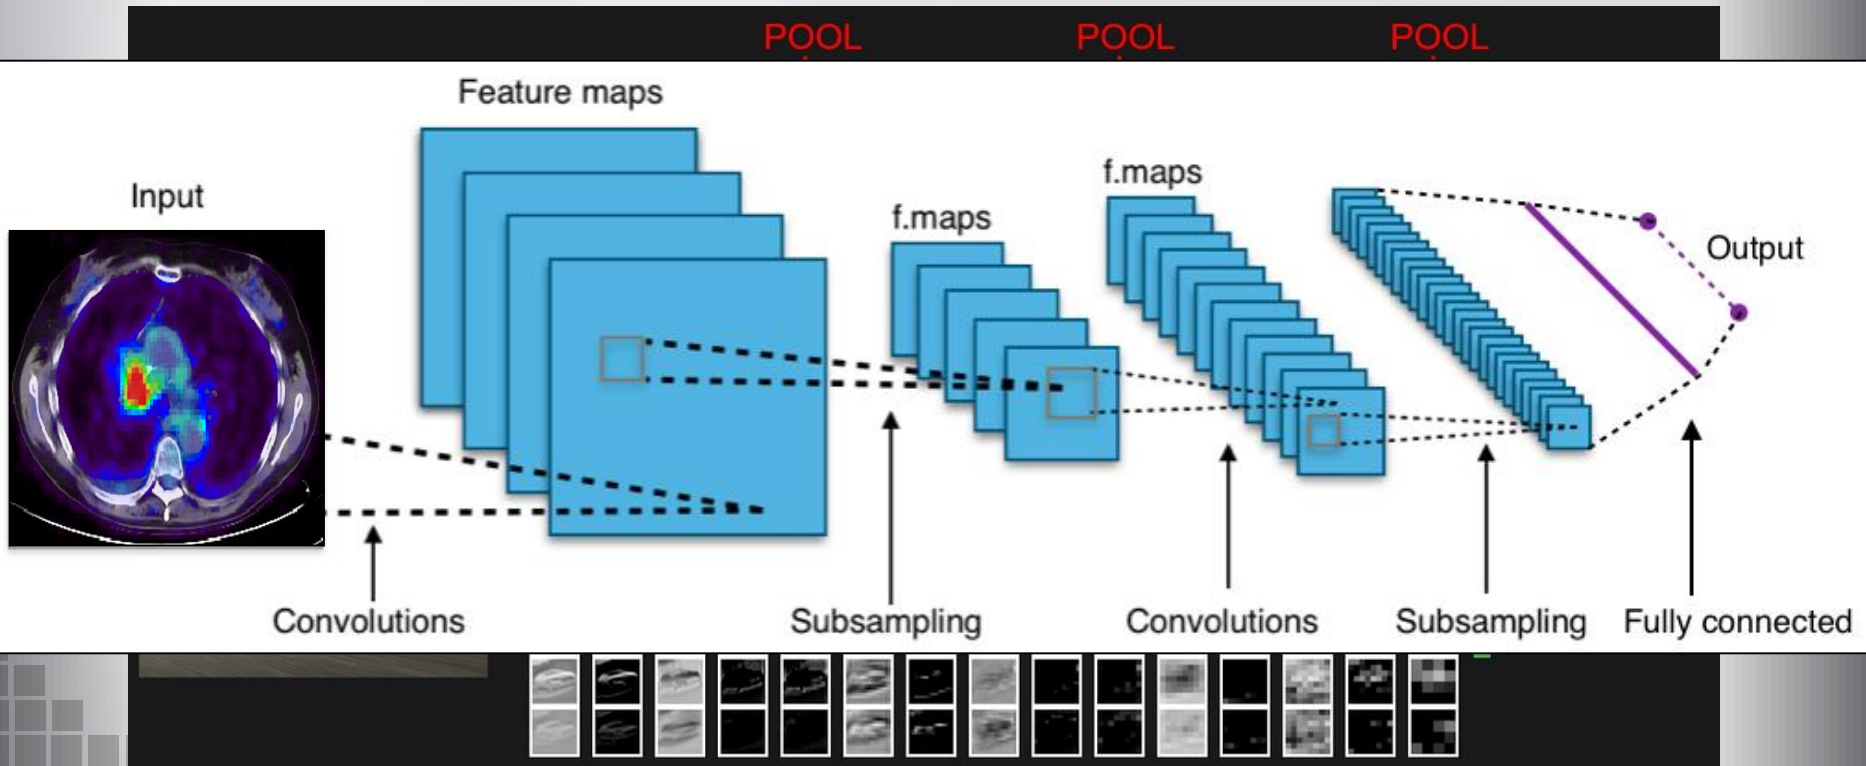 POOL POOL POOL
Feature maps
f.maps
Input
f.maps
Output
Convolutions Subsampling Convolutions Subsampling Fully connected